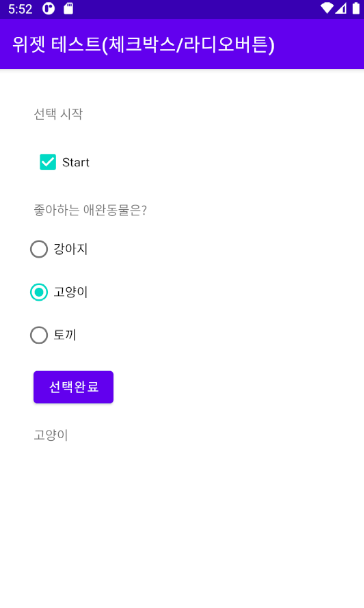 5:52
위젯 테스트(체크박스/라디오버튼)
선택 시작
Start
좋아하는 애완동물은?
강아지
고양이
토끼
선택완료
고양이